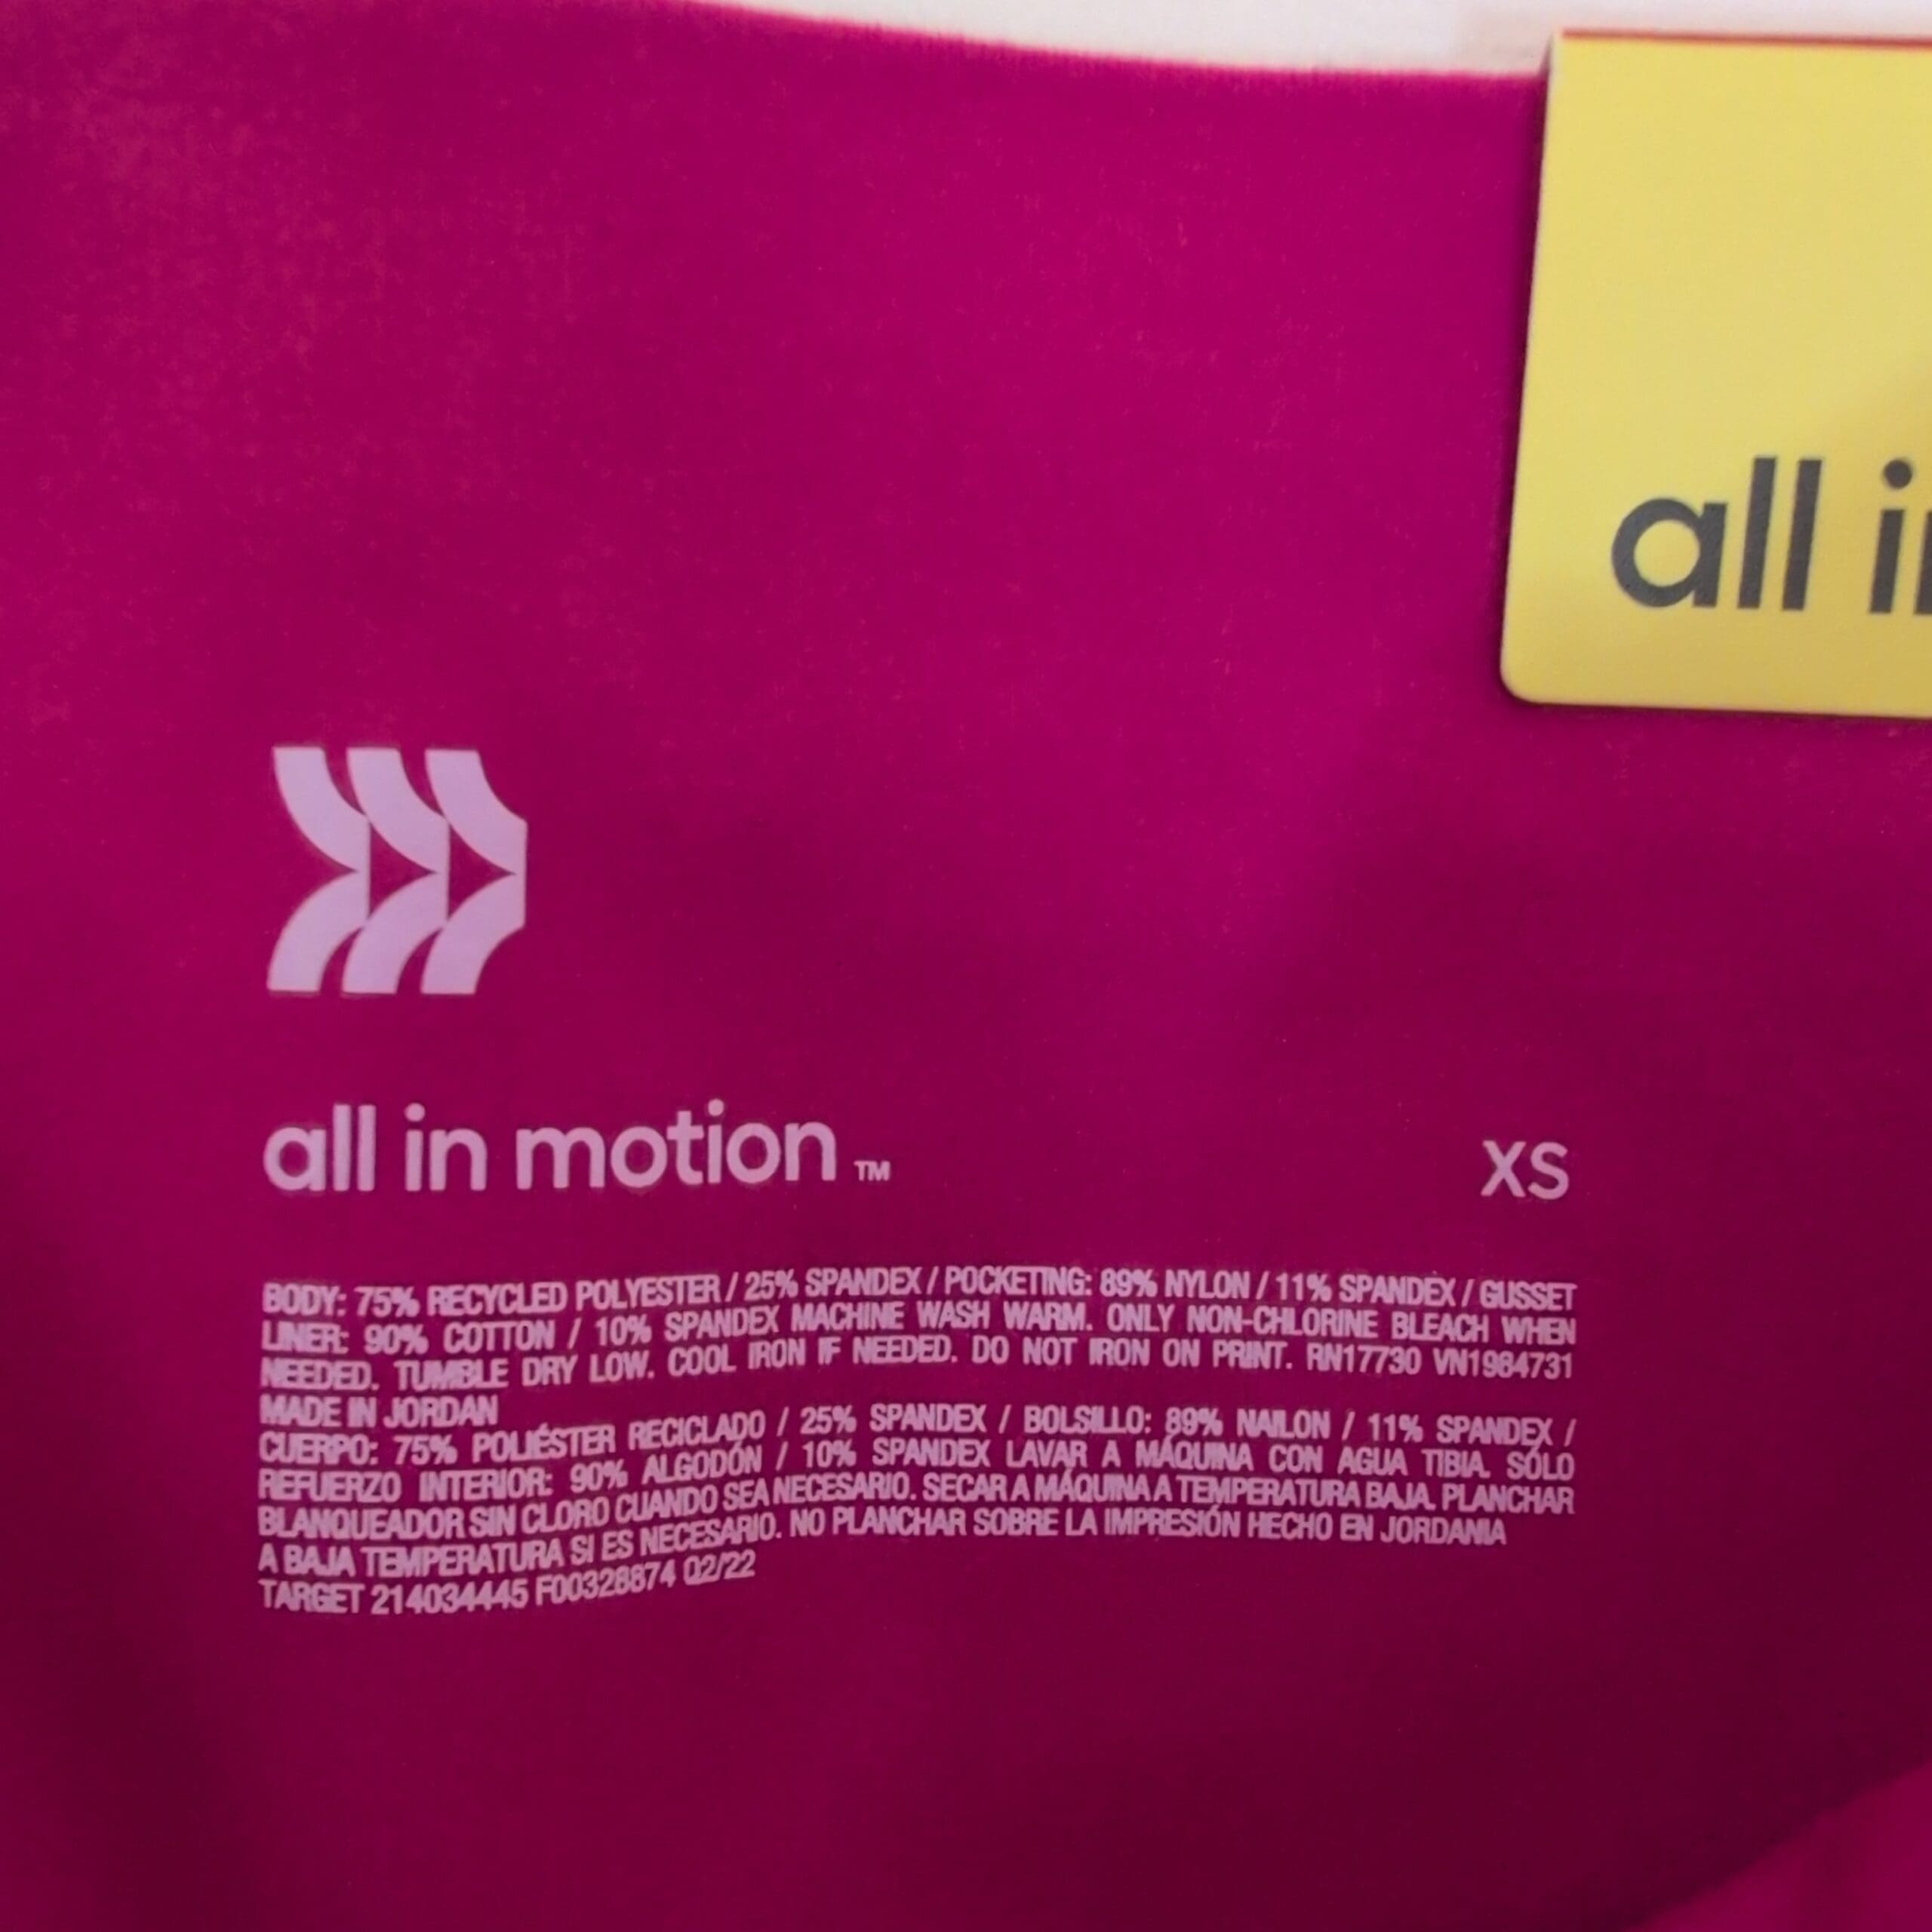 all i
all in motion™
XS
BODY: 75% RECYCLED POLYESTER / 25% SPANDEX / POCKETING: 89% NYLON / 11% SPANDEX / GUSSET
LINER: 90% COTTON / 10% SPANDEX MACHINE WASH WARM. ONLY NON-CHLORINE BLEACH WHEN
NEEDED. TUMBLE DRY LOW. COOL IRON IF NEEDED. DO NOT IRON ON PRINT. RN17730 VN1984731
MADE IN JORDAN
CUERPO: 75% POLIÉSTER RECICLADO / 25% SPANDEX / BOLSILLO: 89% NAILON / 11% SPANDEX /
REFUERZO INTERIOR: 90% ALGODÓN / 10% SPANDEX LAVAR A MÁQUINA CON AGUA TIBIA. SÓLO
BLANQUEADOR SIN CLORO CUANDO SEA NECESARIO. SECAR A MÁQUINA A TEMPERATURA BAJA. PLANCHAR
A BAJA TEMPERATURA SI ES NECESARIO. NO PLANCHAR SOBRE LA IMPRESIÓN HECHO EN JORDANIA
TARGET 214034445 F00328874 02/22